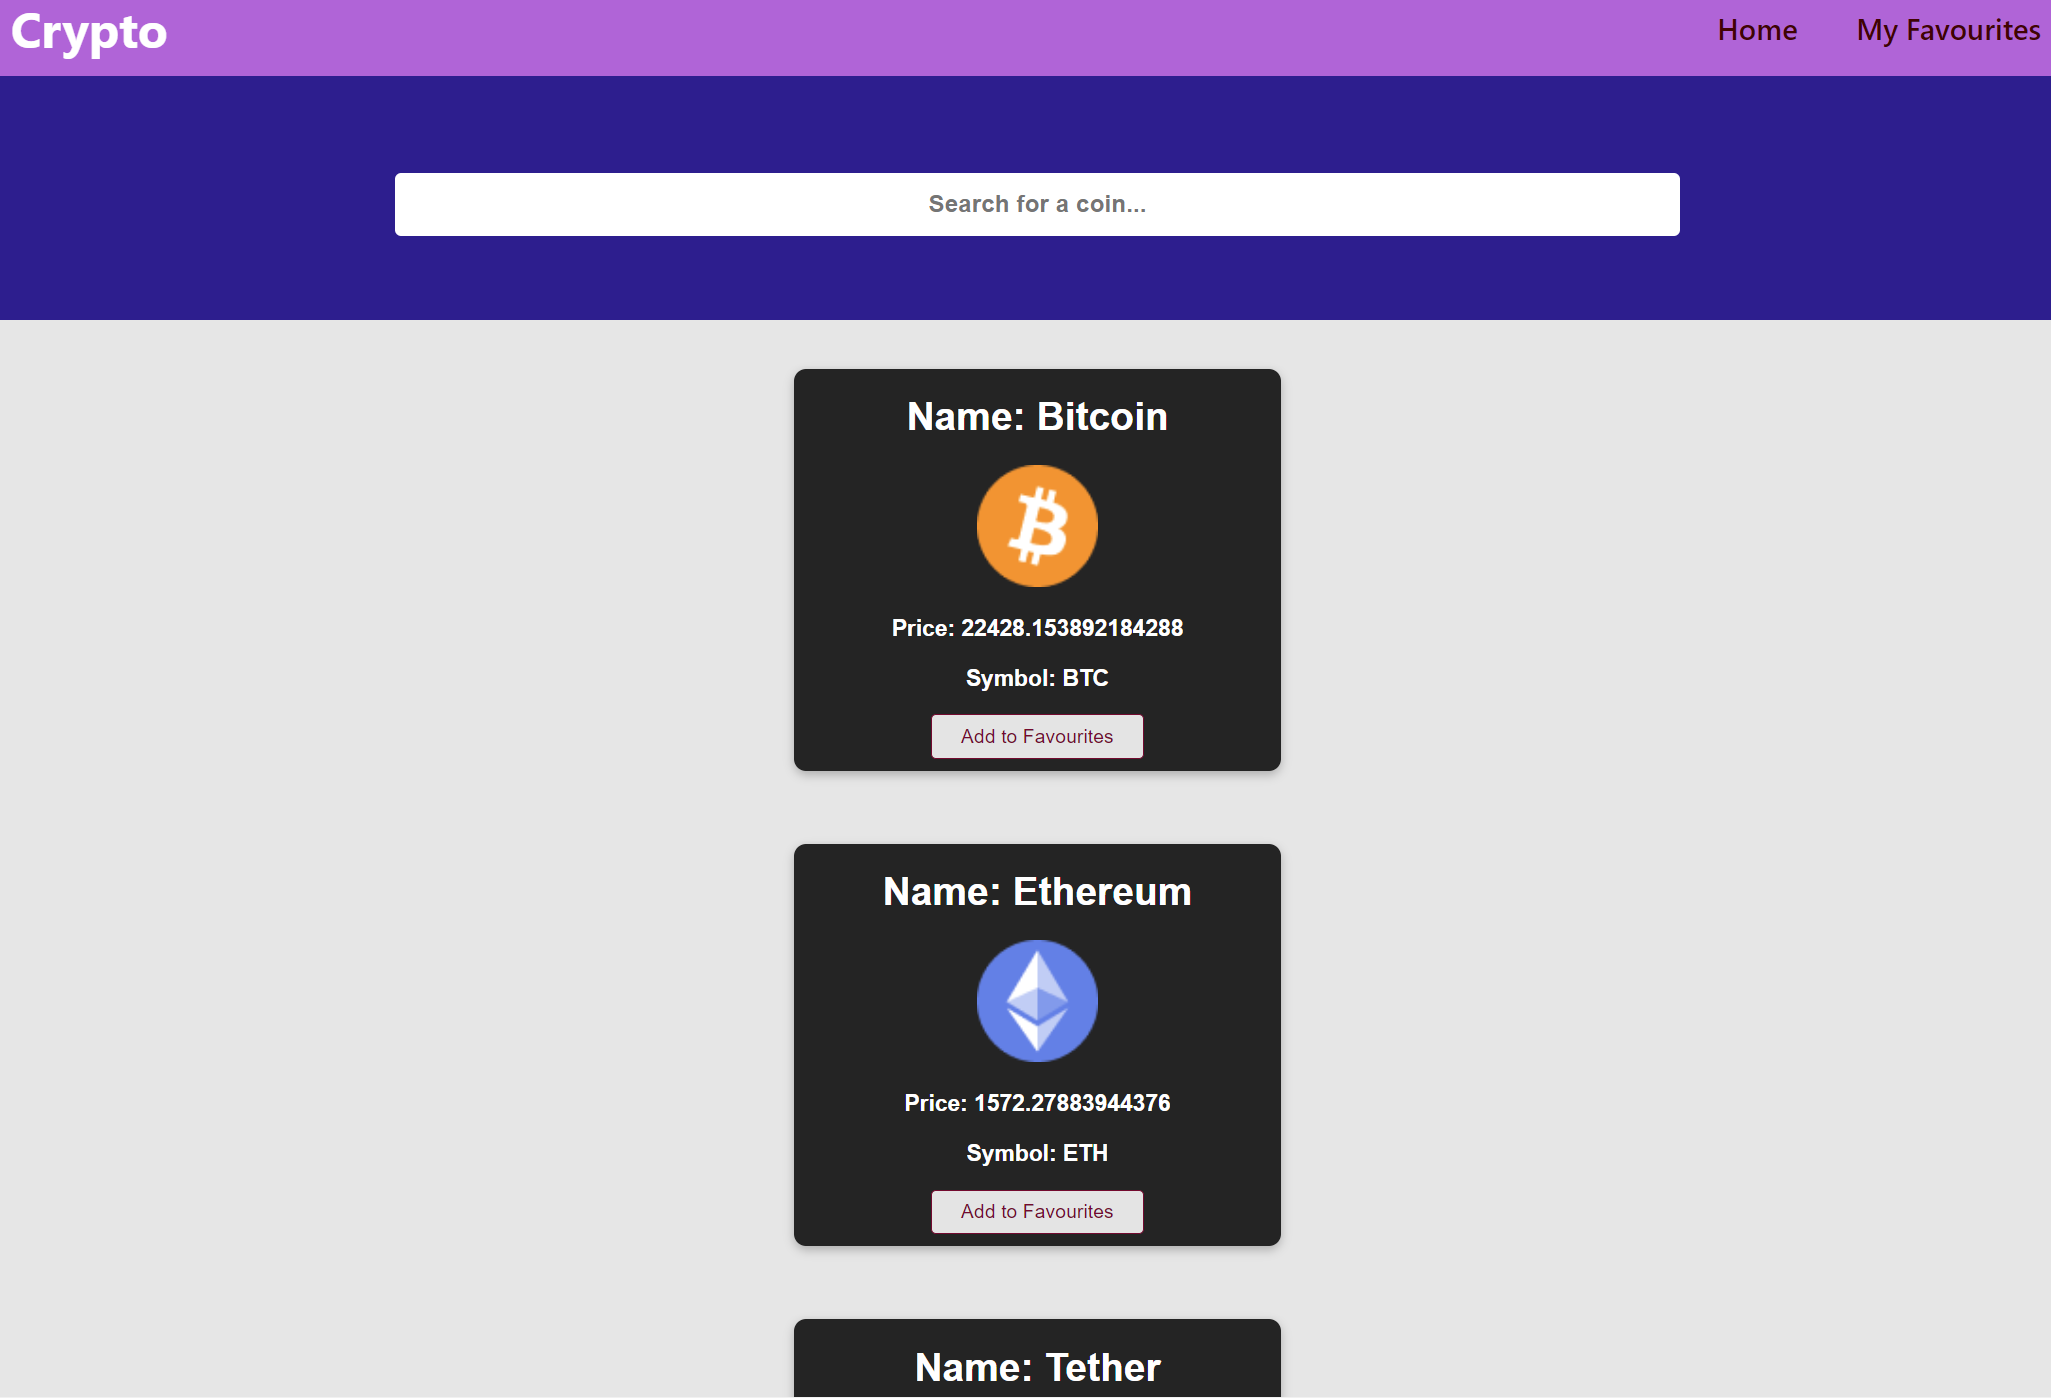 Crypto
Home
My Favourites
Search for a coin...
Name: Bitcoin
Price: 22428.153892184288
Symbol: BTC
Add to Favourites
Name: Ethereum
Price: 1572.27883944376
Symbol: ETH
Add to Favourites
Name: Tether